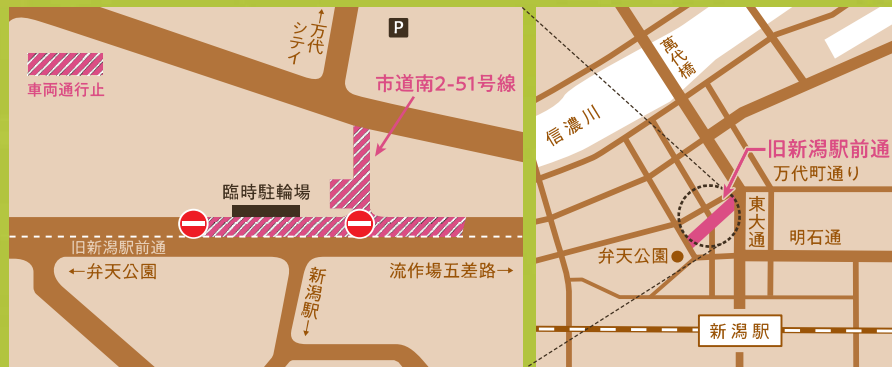 ↑万代
シテイ
P
車両通行止
市道南2-51号線
臨時駐輪場
旧新潟駅前通
←弁天公園
新潟駅→
流作場五差路→
萬代橋
信濃川
旧新潟駅前通
万代町通り
東大通
明石通
弁天公園
新潟駅